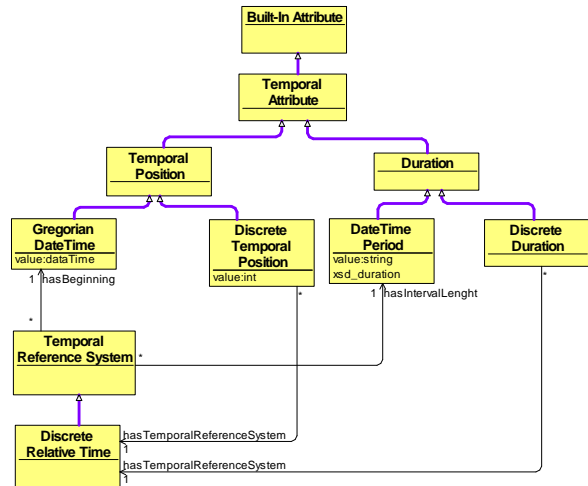 Built-In Attribute
Temporal
Attribute
Temporal
Position
Duration
Gregorian
DateTime
value:dataTime
Discrete
Temporal
Position
value:int
DateTime
Period
value:string
xsd_duration
Discrete
Duration
1 hasBeginning
*
1 hasIntervalLenght
*
*
Temporal
Reference System
*
Discrete
Relative Time
hasTemporalReferenceSystem
1
hasTemporalReferenceSystem
1